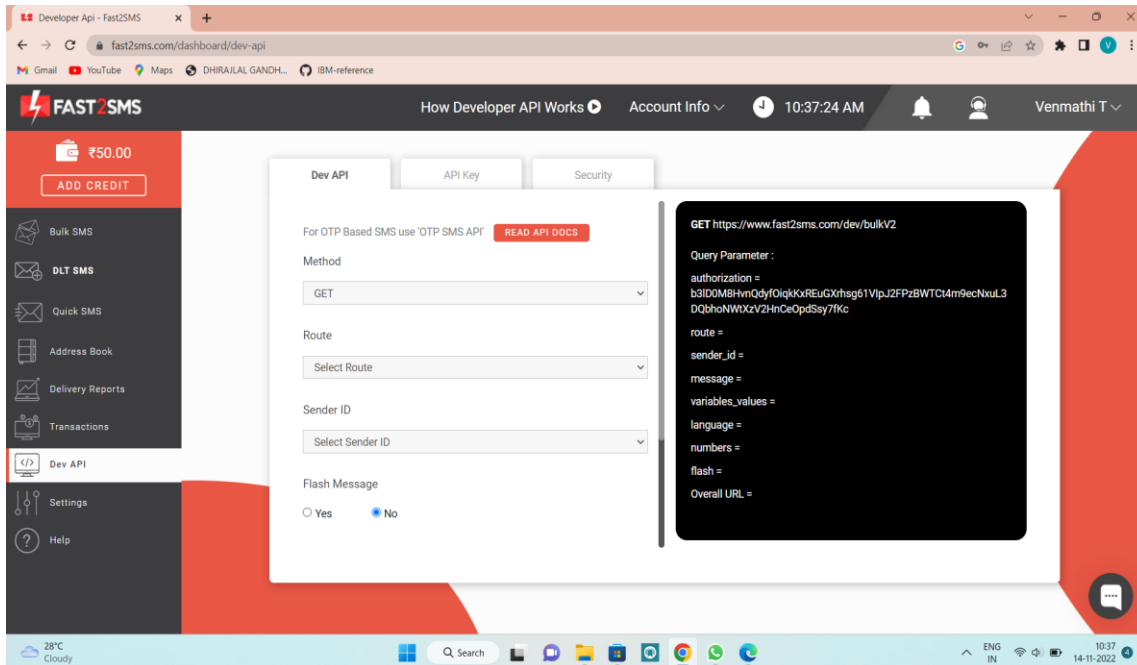 Developer Api - Fast2SMS
fast2sms.com/dashboard/dev-api
Gmail YouTube Maps DHIRAJLAL GANDH... IBM-reference
FAST2SMS How Developer API Works Account Info 10:37:24 AM Venmathi T
₹50.00
ADD CREDIT
Bulk SMS
DLT SMS
Quick SMS
Address Book
Delivery Reports
Transactions
Dev API
Settings
Help
Dev API API Key Security
For OTP Based SMS use 'OTP SMS API' READ API DOCS
Method
GET
Route
Select Route
Sender ID
Select Sender ID
Flash Message
Yes No
GET https://www.fast2sms.com/dev/bulkV2
Query Parameter :
authorization =
b3lD0M8HvnQdyfOiqkKxREuGXrhsg61VIpJ2FPzBWTCt4m9ecNxuL3
DQbhoNWtXzV2HnCeOpdSsy7fKc
route =
sender_id =
message =
variables_values =
language =
numbers =
flash =
Overall URL =
28°C
Cloudy
Search
ENG
IN
10:37
14-11-2022
4